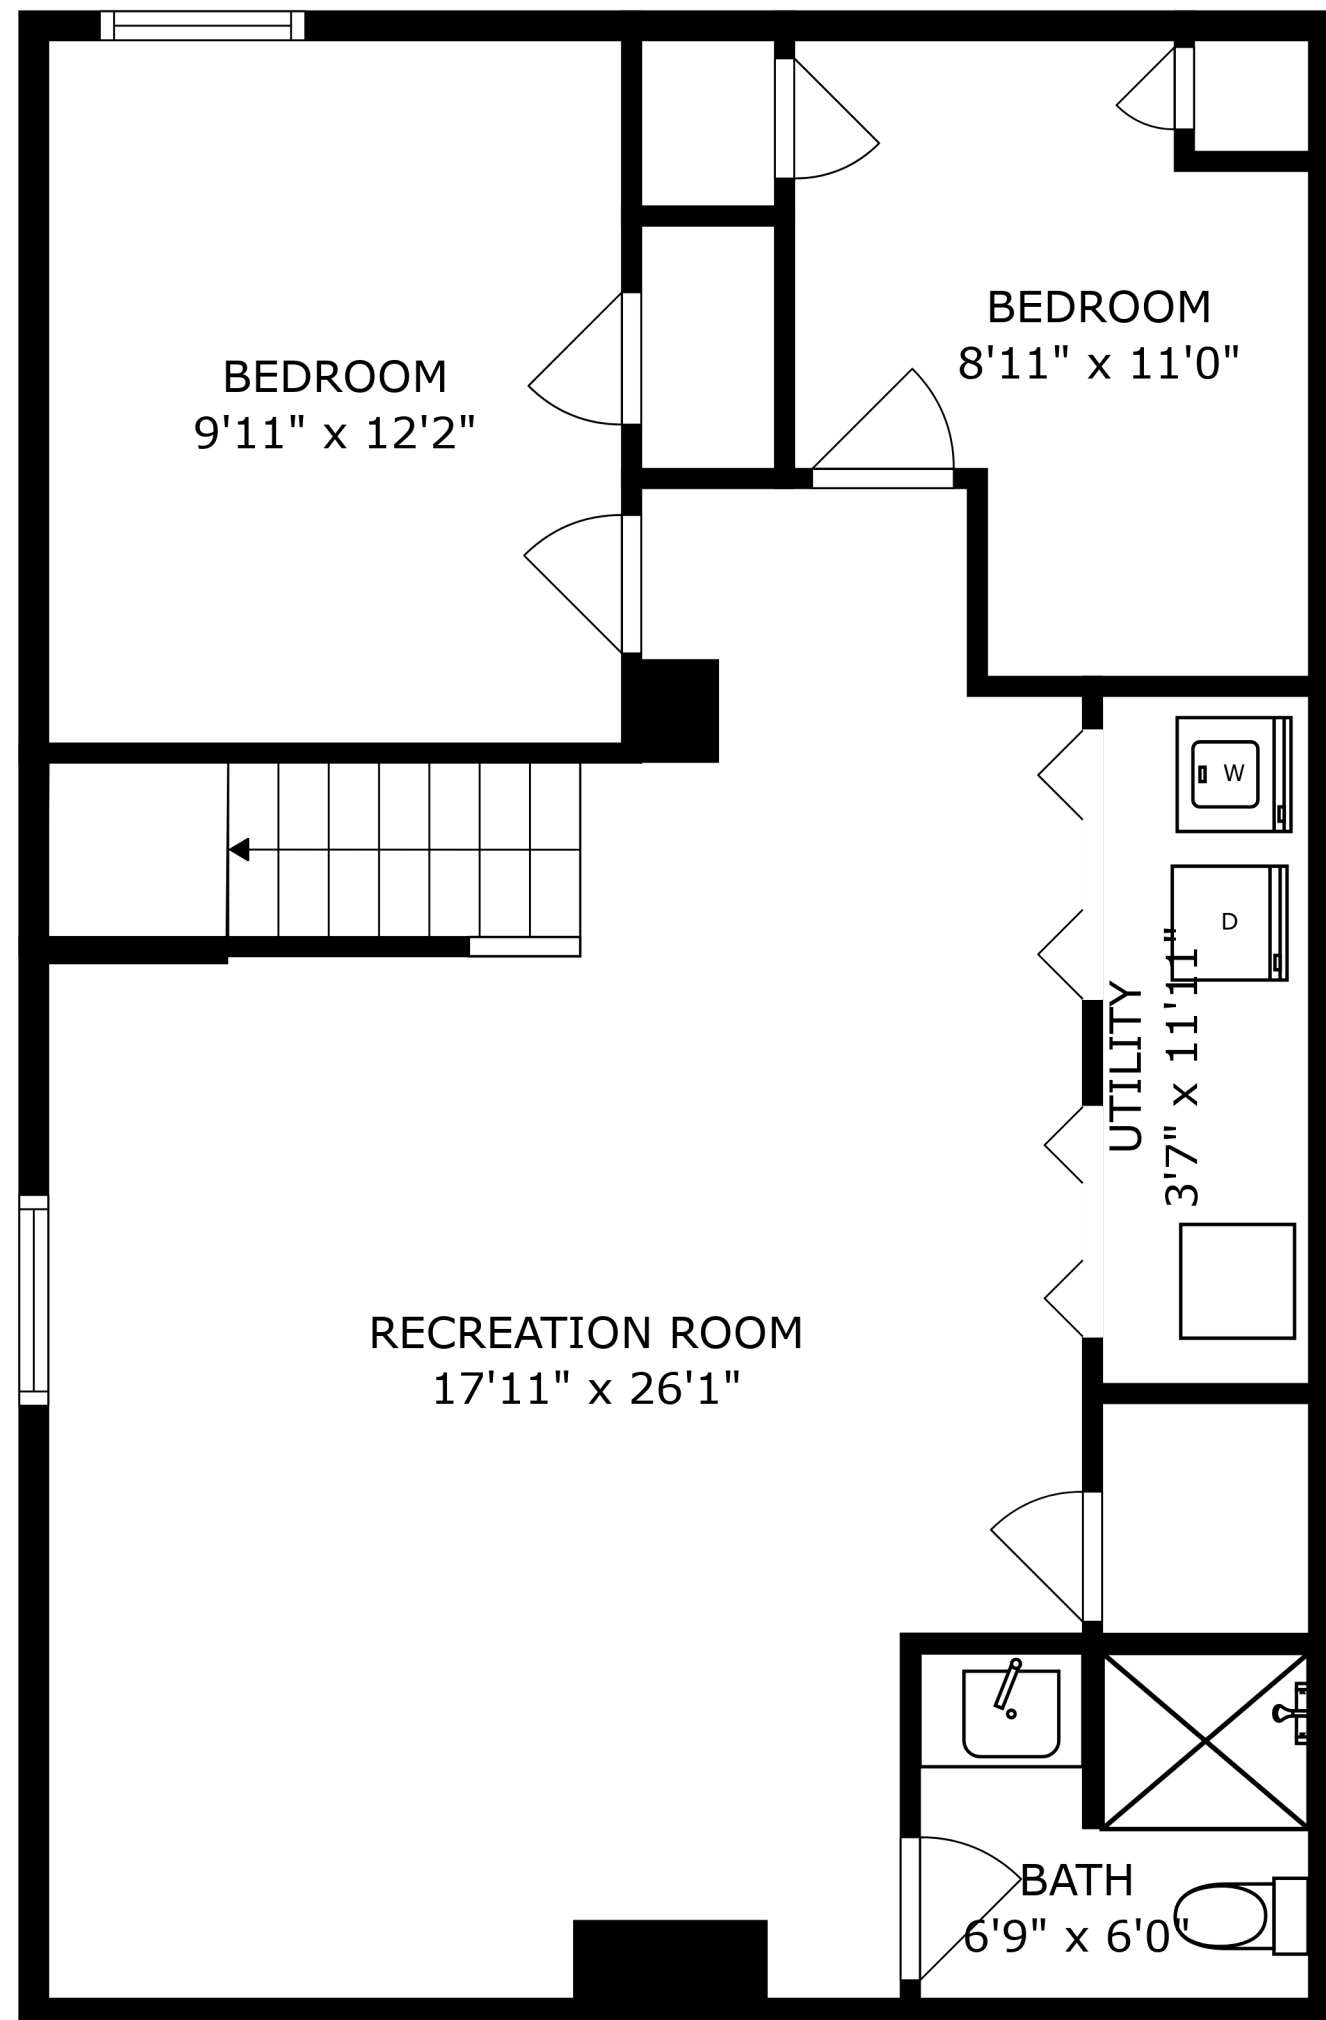 BEDROOM
8'11" x 11'0"
BEDROOM
9'11" x 12'2"
W
D
UTILITY
3'7" x 11'11"
RECREATION ROOM
17'11" x 26'1"
BATH
6'9" x 6'0"